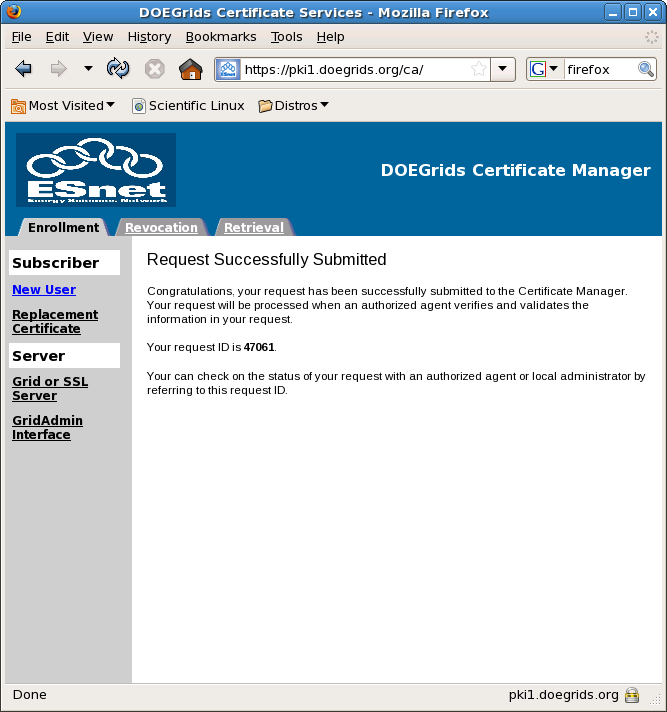 DOEGrids Certificate Services - Mozilla Firefox
File Edit View History Bookmarks Tools Help
https://pki1.doegrids.org/ca/
G firefox
Most Visited Scientific Linux Distros
ESnet
Energy Sciences Network
DOEGrids Certificate Manager
Enrollment Revocation Retrieval
Subscriber
New User
Replacement
Certificate
Server
Grid or SSL
Server
GridAdmin
Interface
Request Successfully Submitted
Congratulations, your request has been successfully submitted to the Certificate Manager.
Your request will be processed when an authorized agent verifies and validates the
information in your request.
Your request ID is 47061.
Your can check on the status of your request with an authorized agent or local administrator by
referring to this request ID.
Done
pki1.doegrids.org